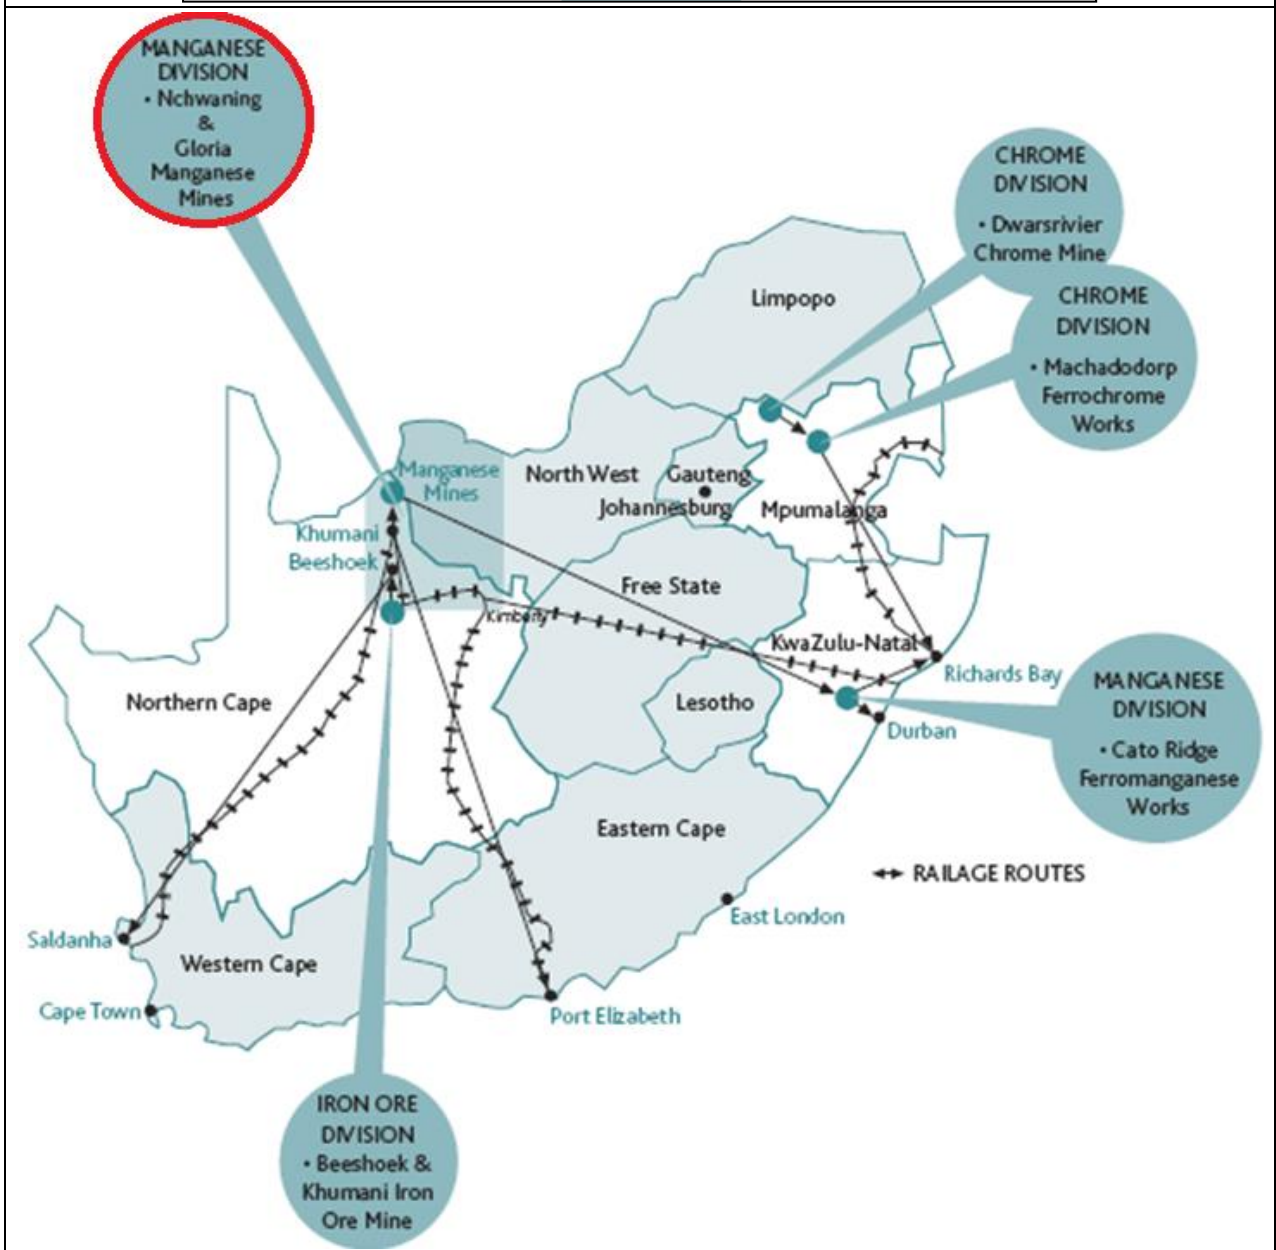 MANGANESE
DIVISION
• Nchwaning
&
Gloria
Manganese
Mines
CHROME
DIVISION
• Dwarsrivier
Chrome Mine
CHROME
DIVISION
• Machadodorp
Ferrochrome
Works
Limpopo
Manganese
Mines
North West
Gauteng
Johannesburg
Mpumalanga
Khumani
Beeshoek
Free State
Kimberly
KwaZulu-Natal
Richards Bay
Northern Cape
Lesotho
Durban
MANGANESE
DIVISION
• Cato Ridge
Ferromanganese
Works
Eastern Cape
RAILAGE ROUTES
East London
Saldanha
Western Cape
Cape Town
Port Elizabeth
IRON ORE
DIVISION
• Beeshoek &
Khumani Iron
Ore Mine